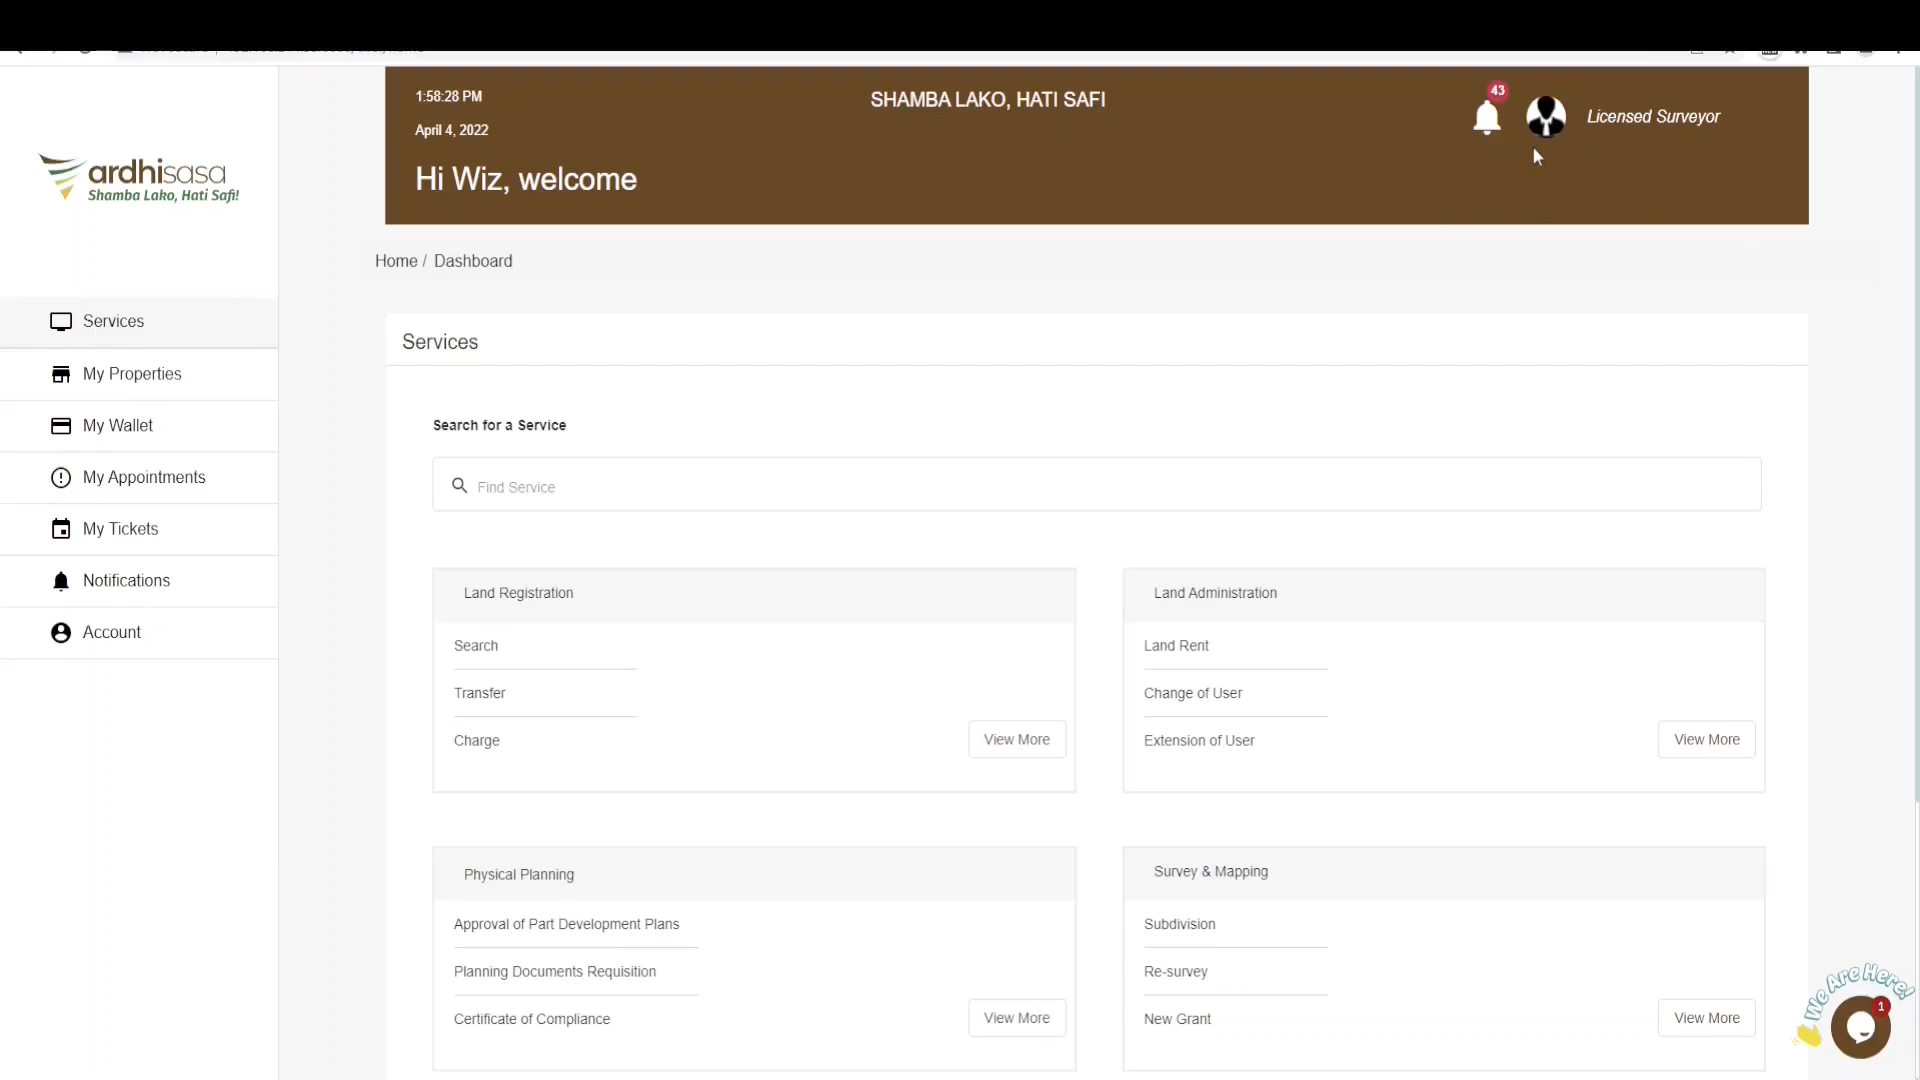 1:58:28 PM
SHAMBA LAKO, HATI SAFI
43
Licensed Surveyor
April 4, 2022
Hi Wiz, welcome
ardhisasa
Shamba Lako, Hati Safi!
Home / Dashboard
Services
My Properties
My Wallet
My Appointments
My Tickets
Notifications
Account
Services
Search for a Service
Find Service
Land Registration
Search
Transfer
Charge
View More
Land Administration
Land Rent
Change of User
Extension of User
View More
Physical Planning
Approval of Part Development Plans
Planning Documents Requisition
Certificate of Compliance
View More
Survey & Mapping
Subdivision
Re-survey
New Grant
View More
We Are Here!
1